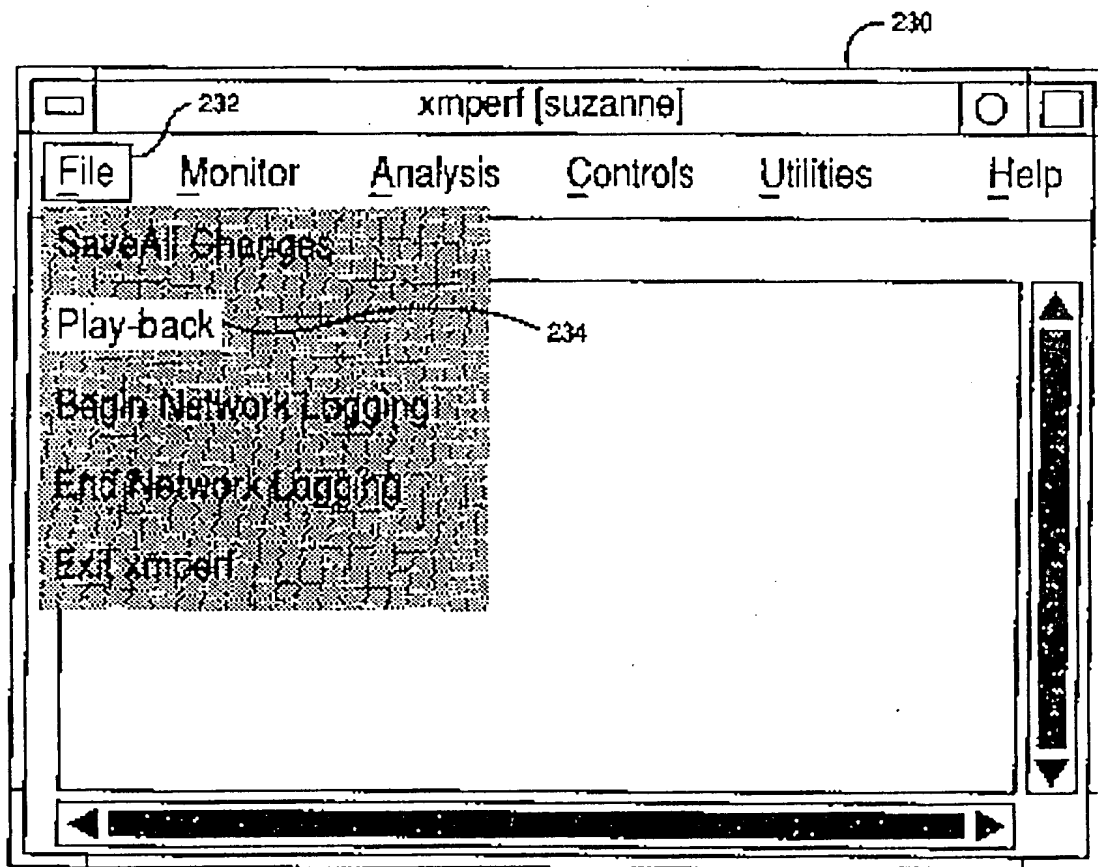 230
xmperf [suzanne]
232
File Monitor Analysis Controls Utilities Help
SaveAll Changes
Play-back
234
Begin Network Logging
End Network Logging
Exit xmperf